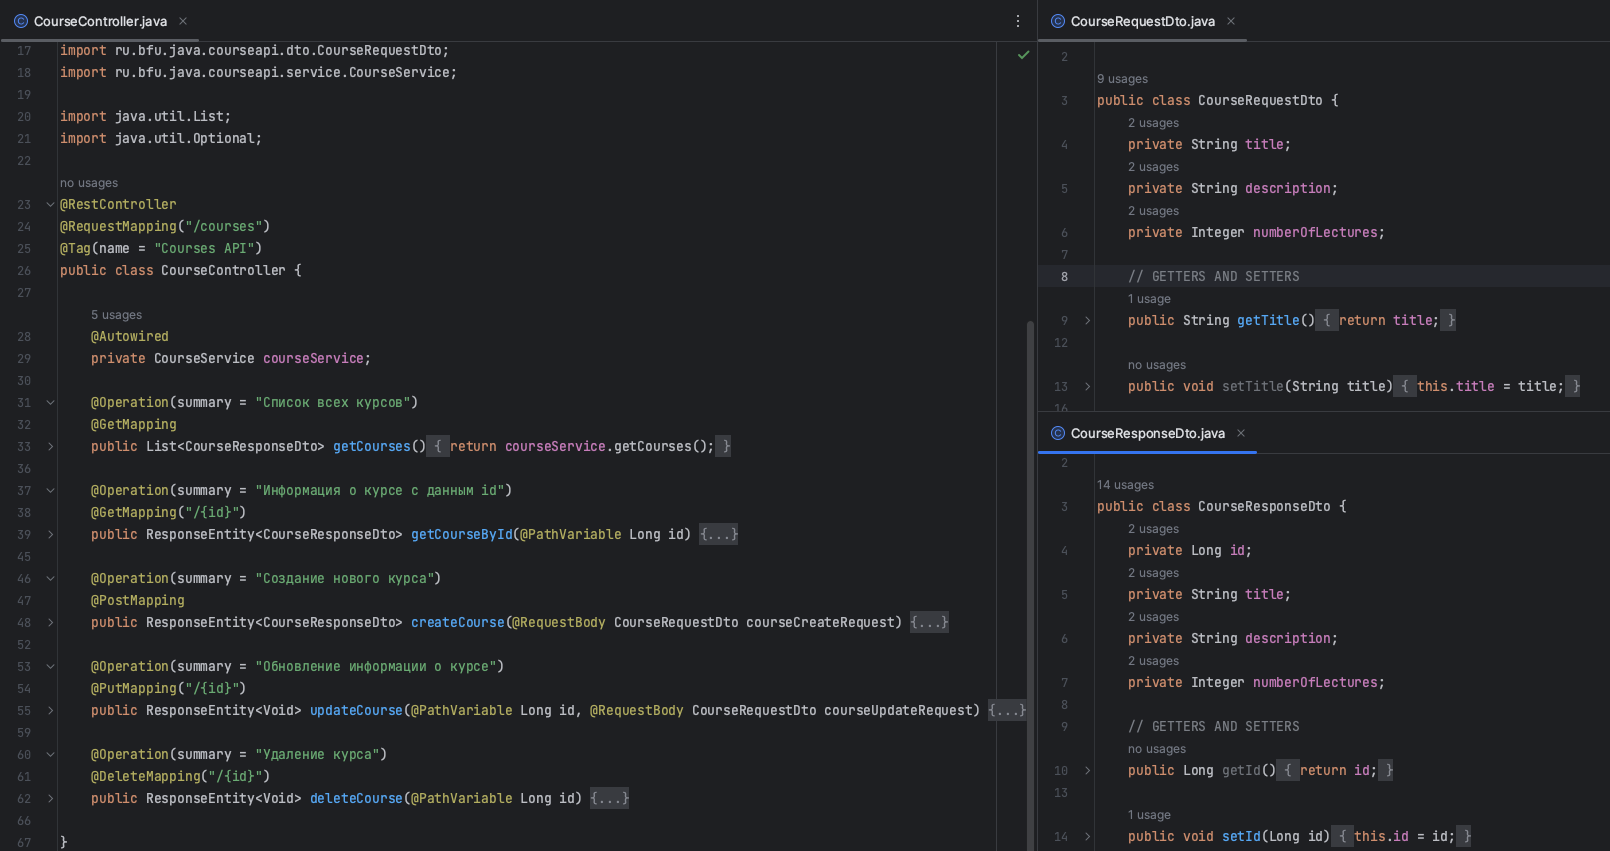 CourseController.java
17 import ru.bfu.java.courseapi.dto.CourseRequestDto;
18 import ru.bfu.java.courseapi.service.CourseService;
19
20 import java.util.List;
21 import java.util.Optional;
22
no usages
23 @RestController
24 @RequestMapping("/courses")
25 @Tag(name = "Courses API")
26 public class CourseController {
27
5 usages
28 @Autowired
29 private CourseService courseService;
30
31 @Operation(summary = "Список всех курсов")
32 @GetMapping
33 public List<CourseResponseDto> getCourses() { return courseService.getCourses(); }
36
37 @Operation(summary = "Информация о курсе с данным id")
38 @GetMapping("/{id}")
39 public ResponseEntity<CourseResponseDto> getCourseById(@PathVariable Long id) {...}
45
46 @Operation(summary = "Создание нового курса")
47 @PostMapping
48 public ResponseEntity<CourseResponseDto> createCourse(@RequestBody CourseRequestDto courseCreateRequest) {...}
52
53 @Operation(summary = "Обновление информации о курсе")
54 @PutMapping("/{id}")
55 public ResponseEntity<Void> updateCourse(@PathVariable Long id, @RequestBody CourseRequestDto courseUpdateRequest) {...}
59
60 @Operation(summary = "Удаление курса")
61 @DeleteMapping("/{id}")
62 public ResponseEntity<Void> deleteCourse(@PathVariable Long id) {...}
66
67 }
CourseRequestDto.java
2
9 usages
3 public class CourseRequestDto {
2 usages
4 private String title;
2 usages
5 private String description;
2 usages
6 private Integer numberOfLectures;
7
8 // GETTERS AND SETTERS
1 usage
9 public String getTitle() { return title; }
12
no usages
13 public void setTitle(String title) { this.title = title; }
16
CourseResponseDto.java
2
14 usages
3 public class CourseResponseDto {
2 usages
4 private Long id;
2 usages
5 private String title;
2 usages
6 private String description;
2 usages
7 private Integer numberOfLectures;
8
9 // GETTERS AND SETTERS
no usages
10 public Long getId() { return id; }
13
1 usage
14 public void setId(Long id) { this.id = id; }